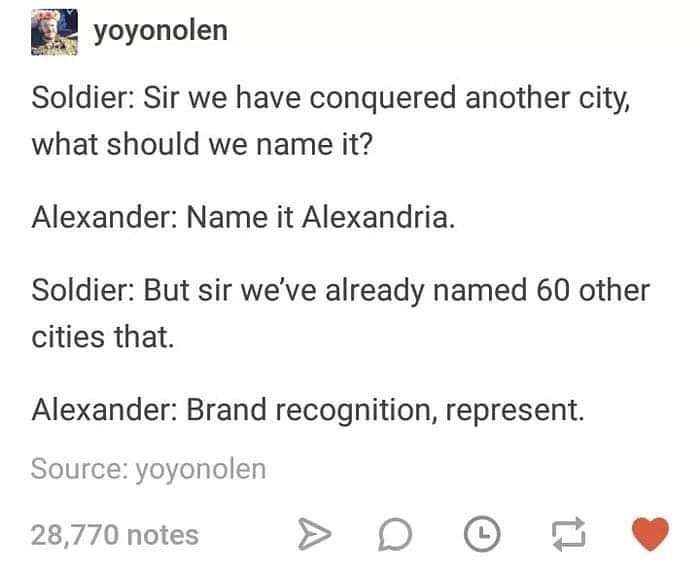 yoyonolen
Soldier: Sir we have conquered another city,
what should we name it?
Alexander: Name it Alexandria.
Soldier: But sir we've already named 60 other
cities that.
Alexander: Brand recognition, represent.
Source: yoyonolen
28,770 notes